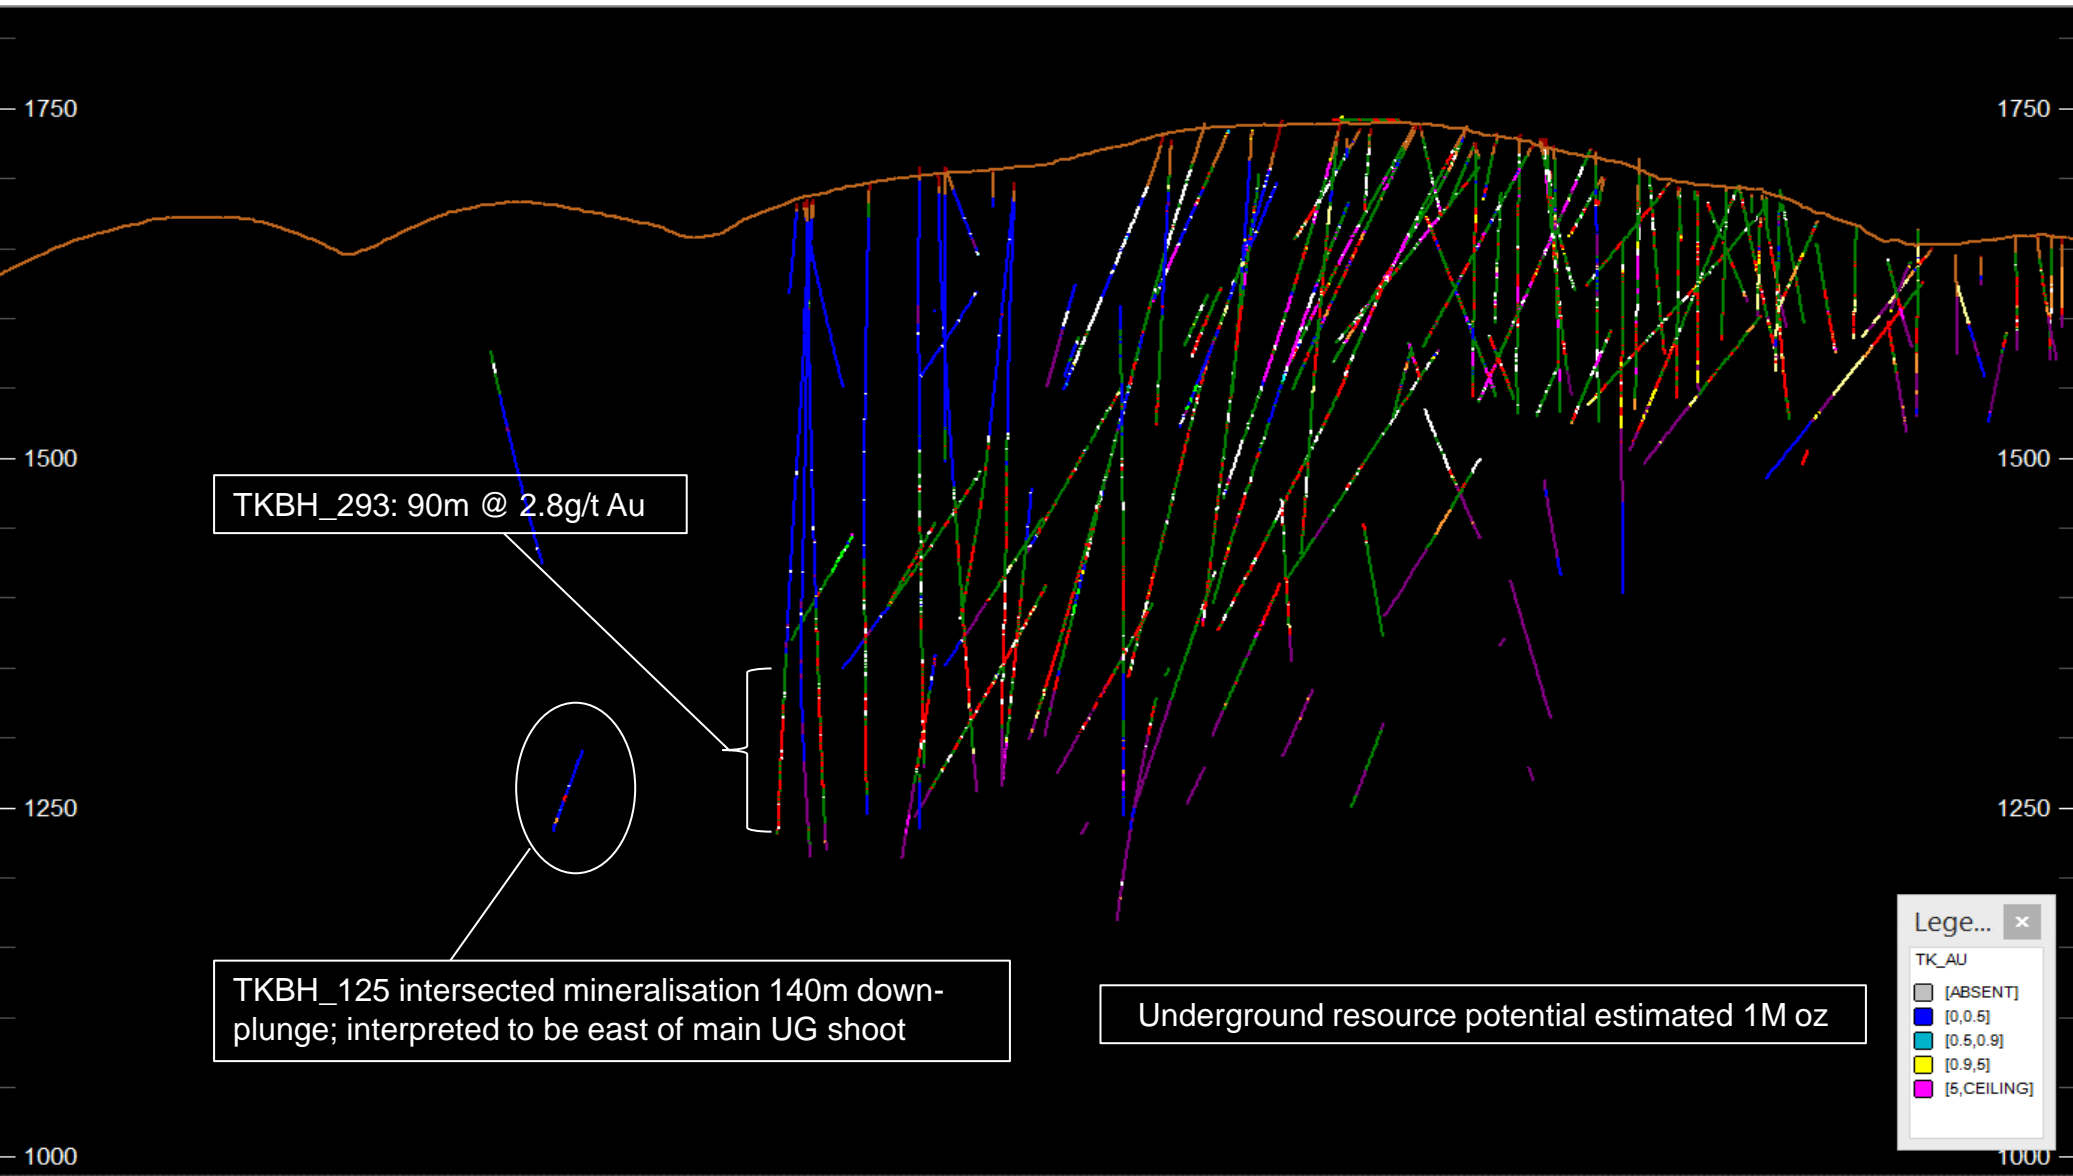 1750
1750
1500
1500
TKBH_293: 90m @ 2.8g/t Au
1250
1250
TKBH_125 intersected mineralisation 140m down-
plunge; interpreted to be east of main UG shoot
Underground resource potential estimated 1M oz
Lege...
TK_AU
[ABSENT]
[0,0.5]
[0.5,0.9]
[0.9,5]
[5,CEILING]
1000
1000